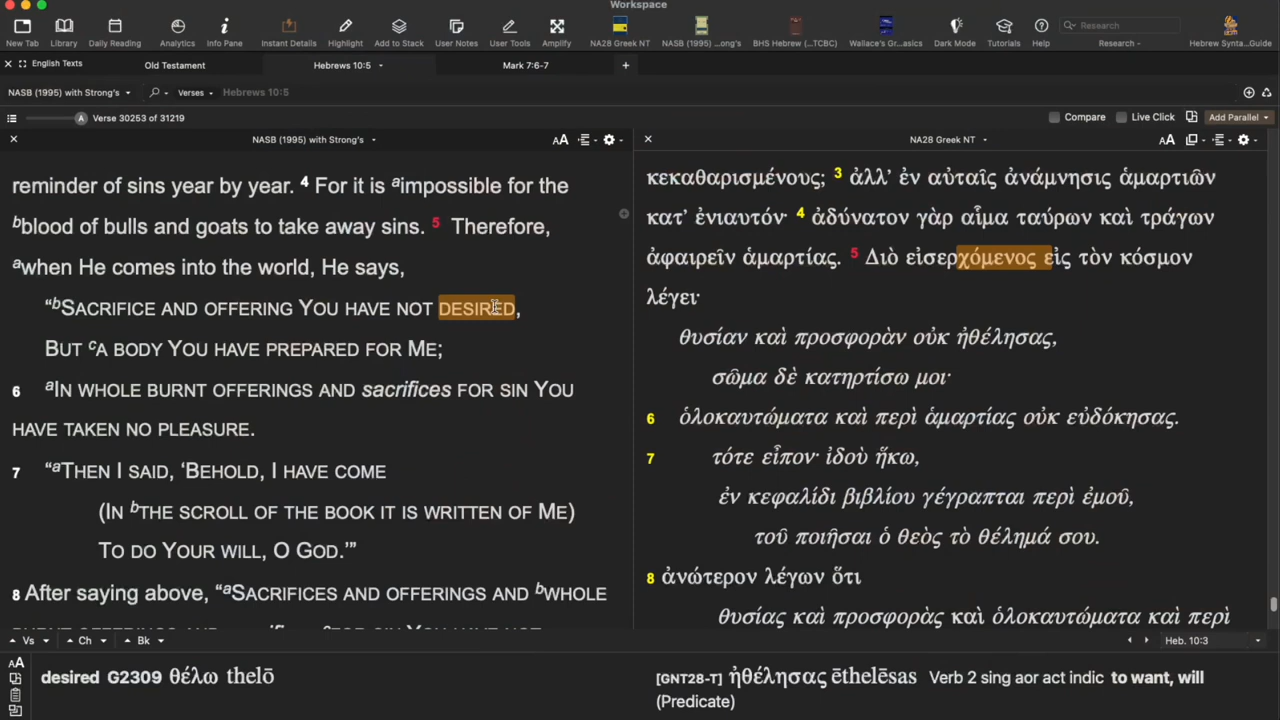 Workspace
New Tab Library Daily Reading Analytics Info Pane Instant Details Highlight Add to Stack User Notes User Tools Amplify NA28 Greek NT NASB (1995) ...ong's BHS Hebrew (...TCBC) Wallace's Gr...asics Dark Mode Tutorials Help Research Research Hebrew Synta...Guide
English Texts Old Testament Hebrews 10:5 Mark 7:6-7
NASB (1995) with Strong's Verses Hebrews 10:5
A Verse 30253 of 31219 Compare Live Click Add Parallel
NASB (1995) with Strong's
reminder of sins year by year. 4 For it is aimpossible for the
bblood of bulls and goats to take away sins. 5 Therefore,
awhen He comes into the world, He says,
“bSACRIFICE AND OFFERING YOU HAVE NOT DESIRED,
BUT cA BODY YOU HAVE PREPARED FOR ME;
6 aIN WHOLE BURNT OFFERINGS AND sacrifices FOR SIN YOU
HAVE TAKEN NO PLEASURE.
7 “aTHEN I SAID, ‘BEHOLD, I HAVE COME
(IN bTHE SCROLL OF THE BOOK IT IS WRITTEN OF ME)
TO DO YOUR WILL, O GOD.’”
8 After saying above, “aSACRIFICES AND OFFERINGS AND bWHOLE
NA28 Greek NT
κεκαθαρισμένους; 3 ἀλλ’ ἐν αὐταῖς ἀνάμνησις ἁμαρτιῶν
κατ’ ἐνιαυτόν· 4 ἀδύνατον γὰρ αἷμα ταύρων καὶ τράγων
ἀφαιρεῖν ἁμαρτίας. 5 Διὸ εἰσερχόμενος εἰς τὸν κόσμον
λέγει·
θυσίαν καὶ προσφορὰν οὐκ ἠθέλησας,
σῶμα δὲ κατηρτίσω μοι·
6 ὁλοκαυτώματα καὶ περὶ ἁμαρτίας οὐκ εὐδόκησας.
7 τότε εἶπον· ἰδοὺ ἥκω,
ἐν κεφαλίδι βιβλίου γέγραπται περὶ ἐμοῦ,
τοῦ ποιῆσαι ὁ θεὸς τὸ θέλημά σου.
8 ἀνώτερον λέγων ὅτι
θυσίας καὶ προσφορὰς καὶ ὁλοκαυτώματα καὶ περὶ
Vs Ch Bk Heb. 10:3
desired G2309 θέλω thelō
[GNT28-T] ἠθέλησας ēthelēsas Verb 2 sing aor act indic to want, will
(Predicate)